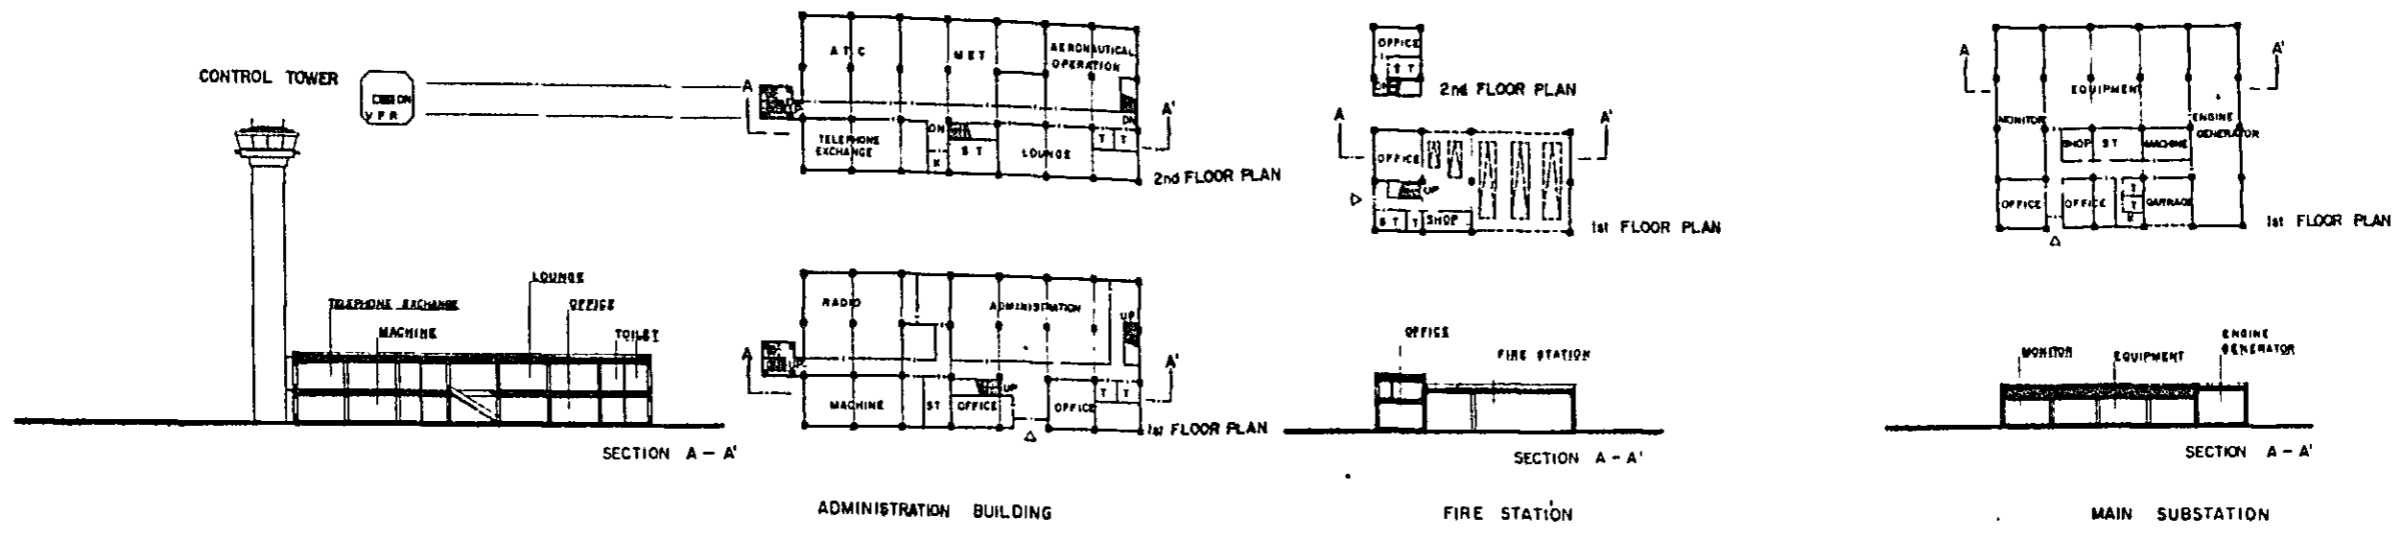 CONTROL TOWER
DN
V F R
A T C
MET
AERONAUTICAL
OPERATION
A
A'
DN
TELEPHONE
EXCHANGE
DN
K
S T
LOUNGE
T T
2nd FLOOR PLAN
RADIO
ADMINISTRATION
UP
A
A'
MACHINE
ST
OFFICE
UP
OFFICE
T T
1st FLOOR PLAN
LOUNGE
TELEPHONE EXCHANGE
OFFICE
MACHINE
TOILET
SECTION A - A'
ADMINISTRATION BUILDING
OFFICE
S T
2nd FLOOR PLAN
A
A'
OFFICE
UP
S T
T
SHOP
1st FLOOR PLAN
OFFICE
FIRE STATION
SECTION A - A'
FIRE STATION
A
A'
EQUIPMENT
MONITOR
ENGINE
GENERATOR
SHOP
ST
MACHINE
OFFICE
OFFICE
T
T
K
GARRAGE
1st FLOOR PLAN
MONITOR
EQUIPMENT
ENGINE
GENERATOR
SECTION A - A'
MAIN SUBSTATION